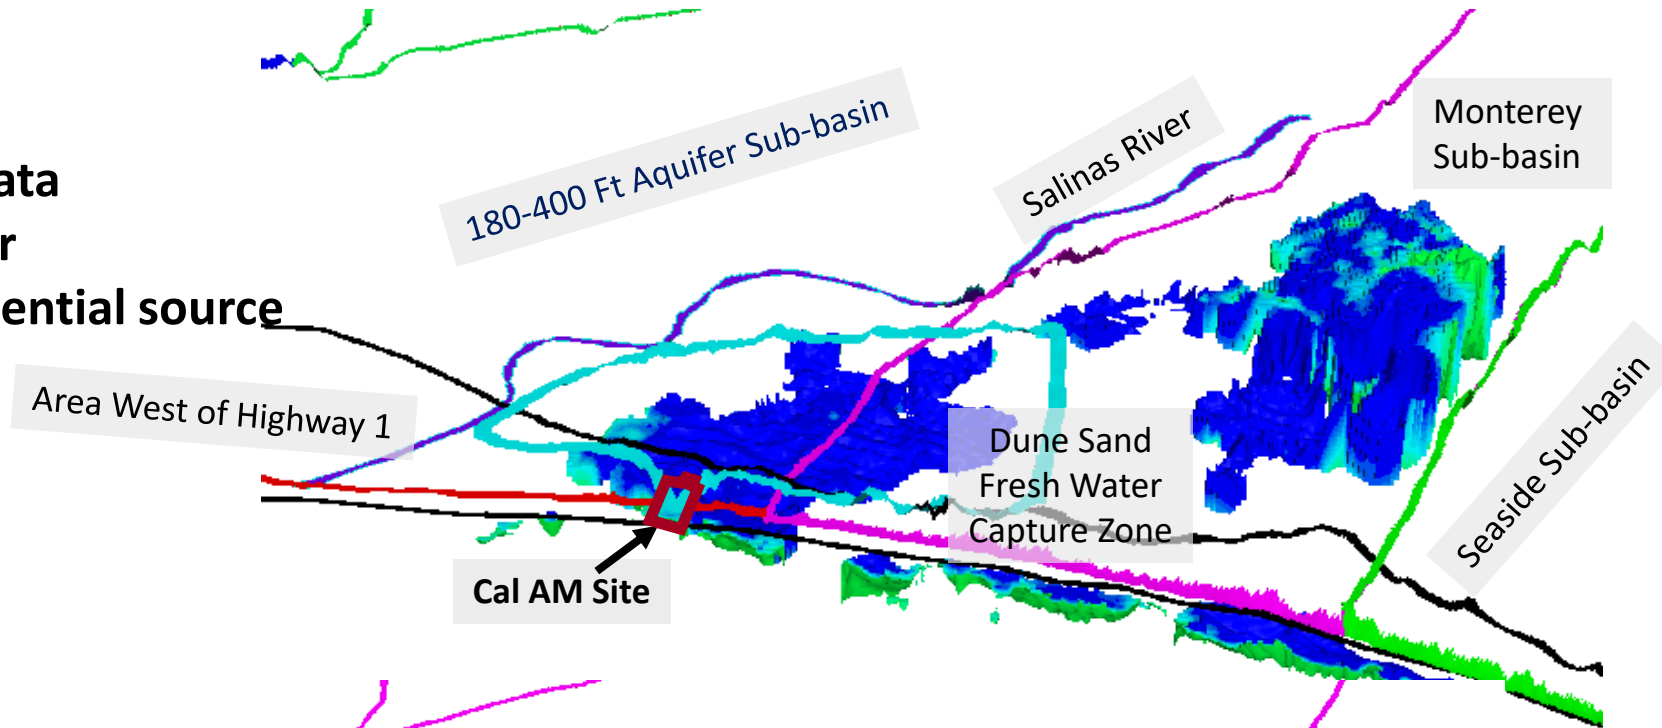 180-400 Ft Aquifer Sub-basin
Salinas River
Monterey
Sub-basin
ata
r
ential source
Area West of Highway 1
Dune Sand
Fresh Water
Capture Zone
Seaside Sub-basin
Cal AM Site